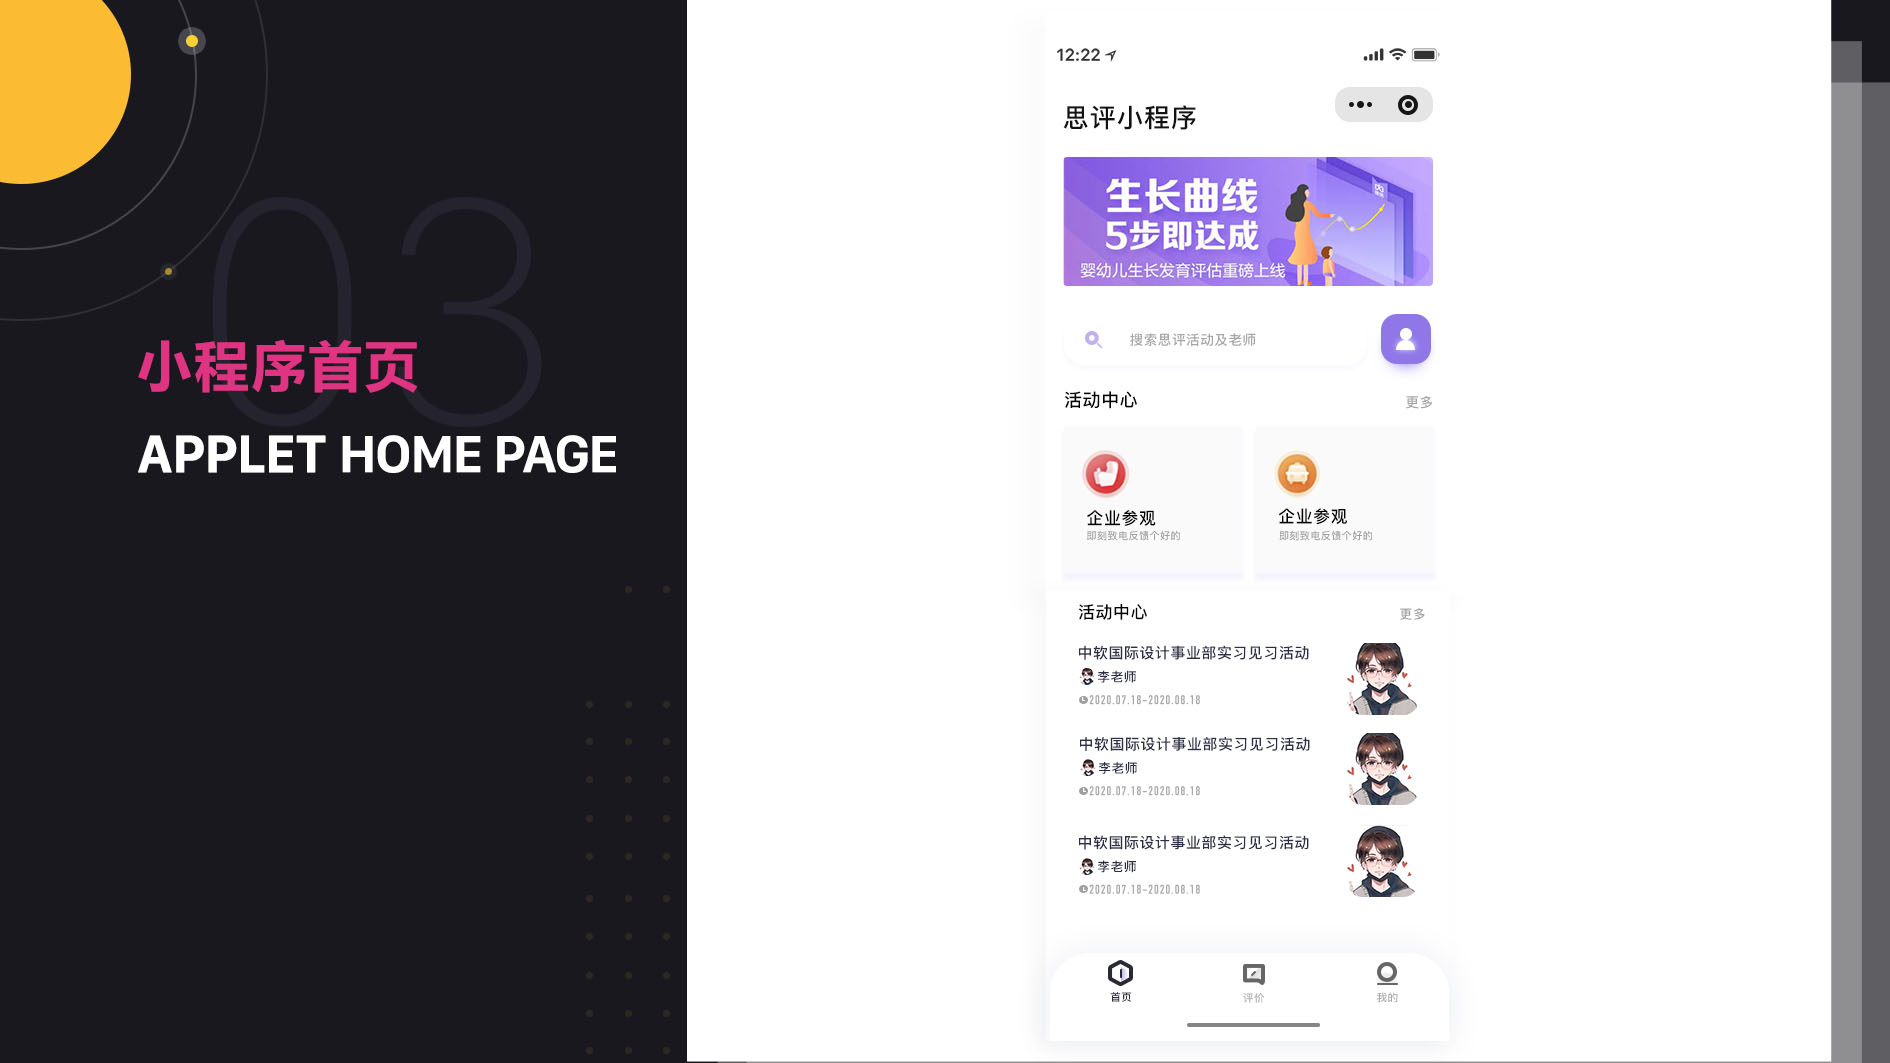 03
小程序首页
APPLET HOME PAGE
12:22
思评小程序
生长曲线
5步即达成
婴幼儿生长发育评估重磅上线
搜索思评活动及老师
活动中心
更多
企业参观
即刻致电反馈个好的
企业参观
即刻致电反馈个好的
活动中心
更多
中软国际设计事业部实习见习活动
李老师
2020.07.18-2020.08.18
中软国际设计事业部实习见习活动
李老师
2020.07.18-2020.08.18
中软国际设计事业部实习见习活动
李老师
2020.07.18-2020.08.18
首页
评价
我的